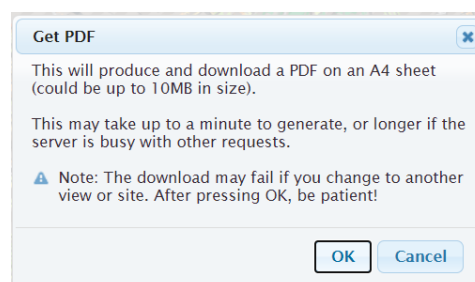 Get PDF
This will produce and download a PDF on an A4 sheet
(could be up to 10MB in size).
This may take up to a minute to generate, or longer if the
server is busy with other requests.
Note: The download may fail if you change to another
view or site. After pressing OK, be patient!
OK Cancel